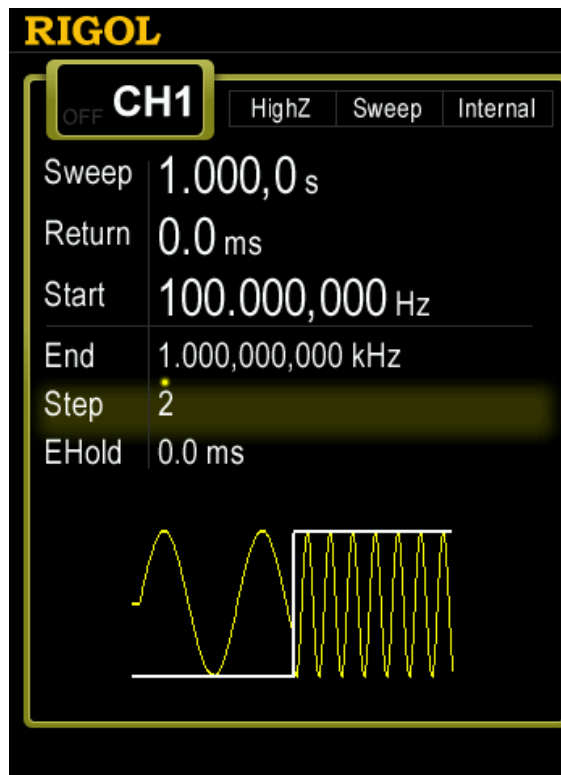 RIGOL
OFF CH1 HighZ Sweep Internal
Sweep 1.000,0 s
Return 0.0 ms
Start 100.000,000 Hz
End 1.000,000,000 kHz
Step 2
EHold 0.0 ms